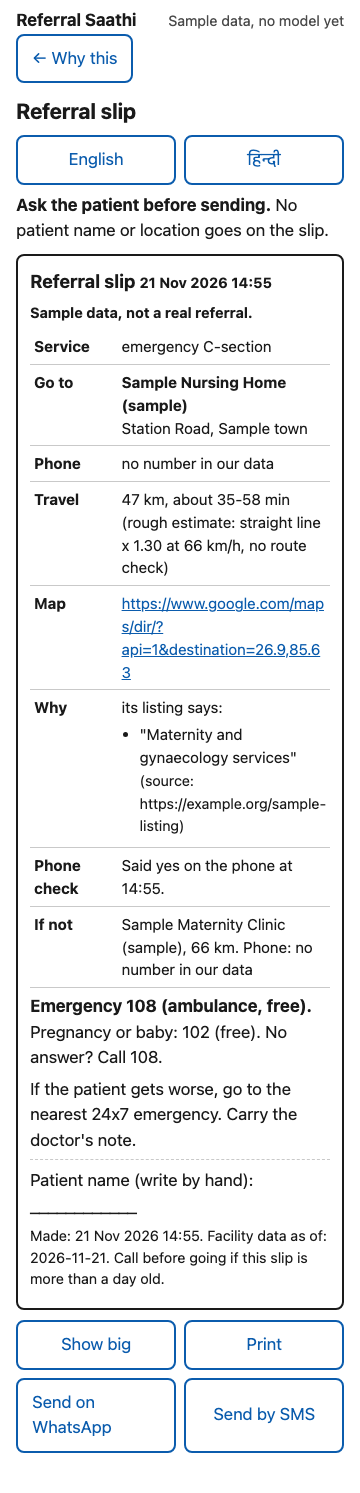 Referral Saathi
Sample data, no model yet
← Why this
Referral slip
English
हिन्दी
Ask the patient before sending. No
patient name or location goes on the slip.
Referral slip 21 Nov 2026 14:55
Sample data, not a real referral.
Service emergency C-section
Go to Sample Nursing Home
(sample)
Station Road, Sample town
Phone no number in our data
Travel 47 km, about 35-58 min
(rough estimate: straight line
x 1.30 at 66 km/h, no route
check)
Map https://www.google.com/map
s/dir/?
api=1&destination=26.9,85.6
3
Why its listing says:
• "Maternity and
gynaecology services"
(source:
https://example.org/sample-
listing)
Phone Said yes on the phone at
check 14:55.
If not Sample Maternity Clinic
(sample), 66 km. Phone: no
number in our data
Emergency 108 (ambulance, free).
Pregnancy or baby: 102 (free). No
answer? Call 108.
If the patient gets worse, go to the
nearest 24x7 emergency. Carry the
doctor's note.
Patient name (write by hand):
____________
Made: 21 Nov 2026 14:55. Facility data as of:
2026-11-21. Call before going if this slip is
more than a day old.
Show big
Print
Send on
WhatsApp
Send by SMS